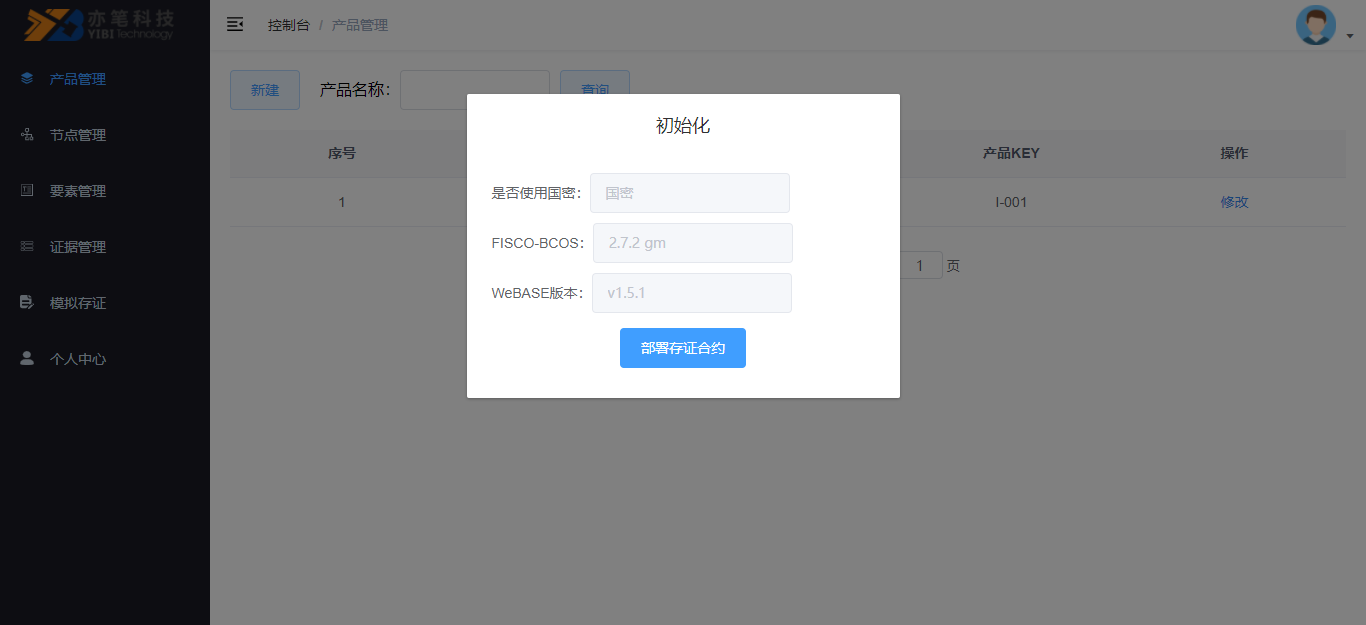 亦笔科技
YIBI Technology
控制台 / 产品管理
产品管理
节点管理
要素管理
证据管理
模拟存证
个人中心
新建
产品名称：
查询
序号
产品KEY
操作
1
I-001
修改
1 页
初始化
是否使用国密： 国密
FISCO-BCOS： 2.7.2 gm
WeBASE版本： v1.5.1
部署存证合约